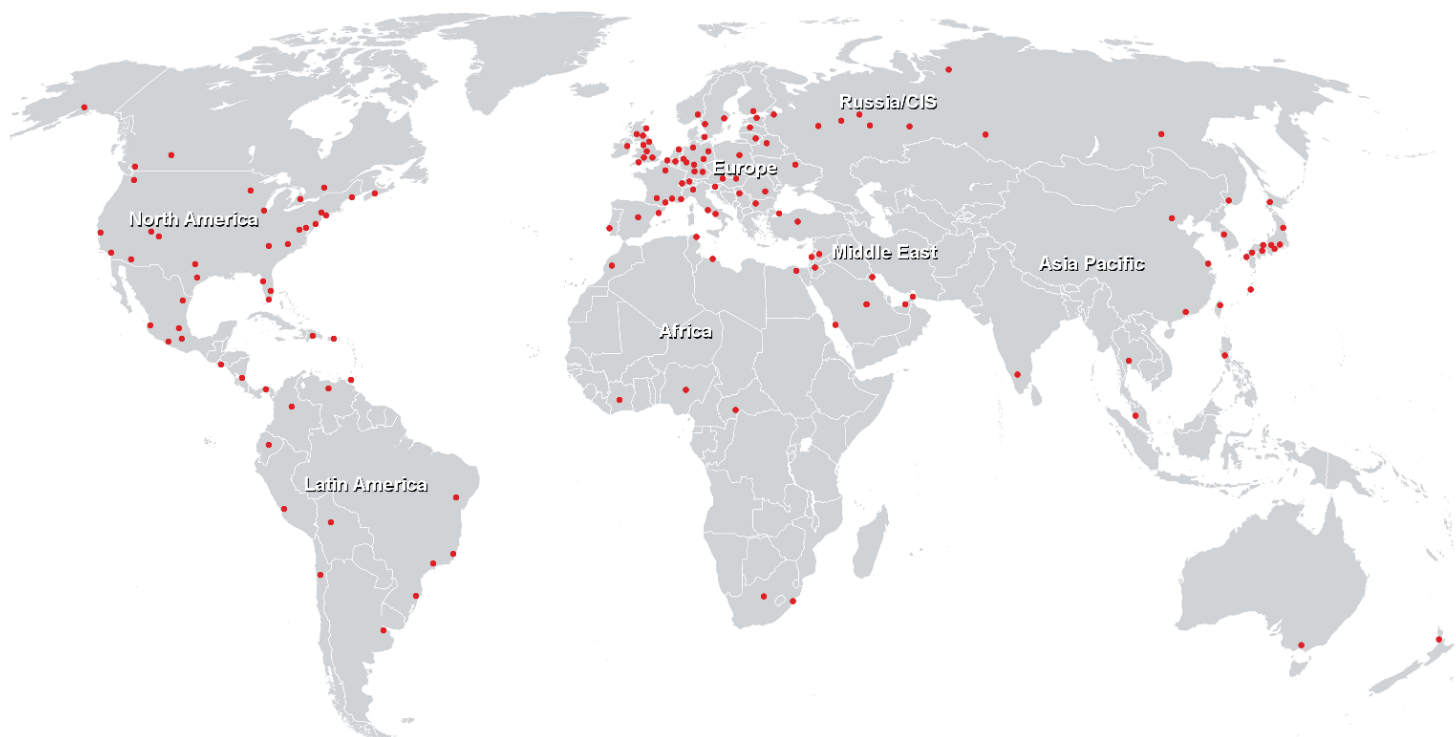 Russia/CIS
Europe
North America
Middle East
Asia Pacific
Africa
Latin America